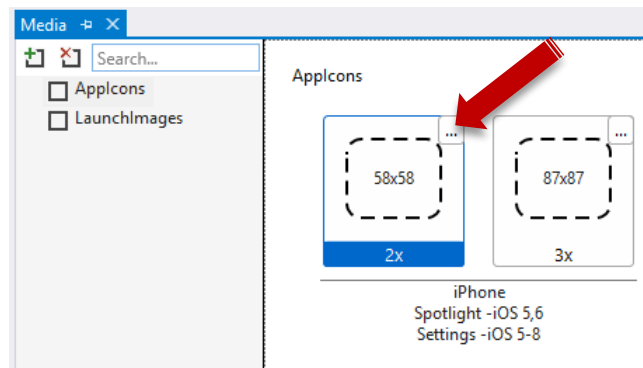 Media
Search...
AppIcons
LaunchImages
AppIcons
...
...
58x58
87x87
2x
3x
iPhone
Spotlight -iOS 5,6
Settings -iOS 5-8